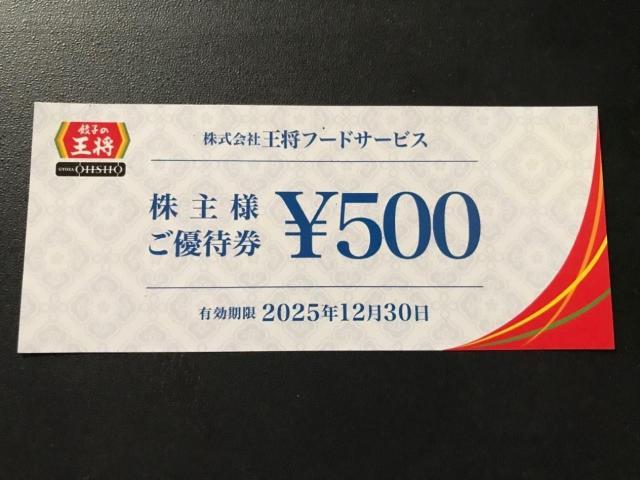 餃子の
王将
GYOZA OHSHO
株式会社王将フードサービス
株主様
ご優待券
¥500
有効期限 2025年12月30日